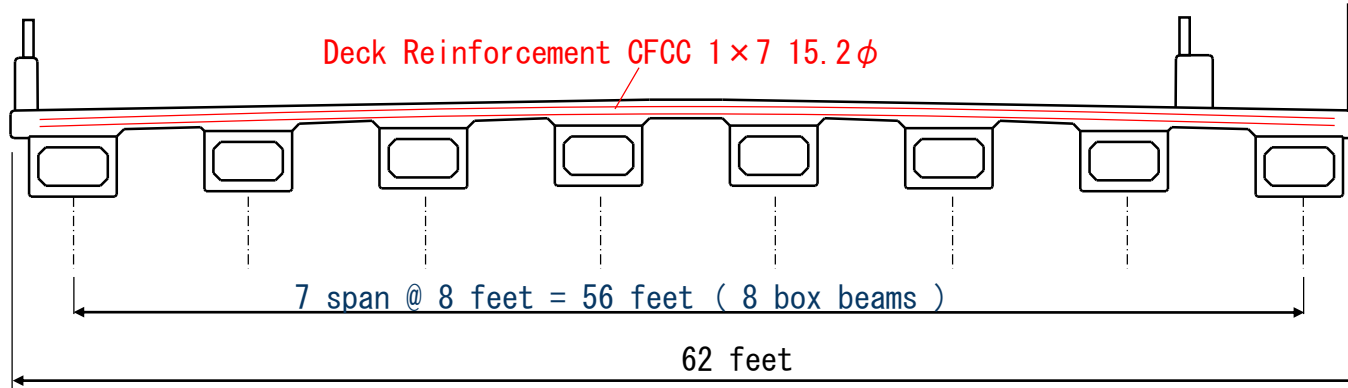 Deck Reinforcement CFCC 1×7 15.2φ
7 span @ 8 feet = 56 feet ( 8 box beams )
62 feet